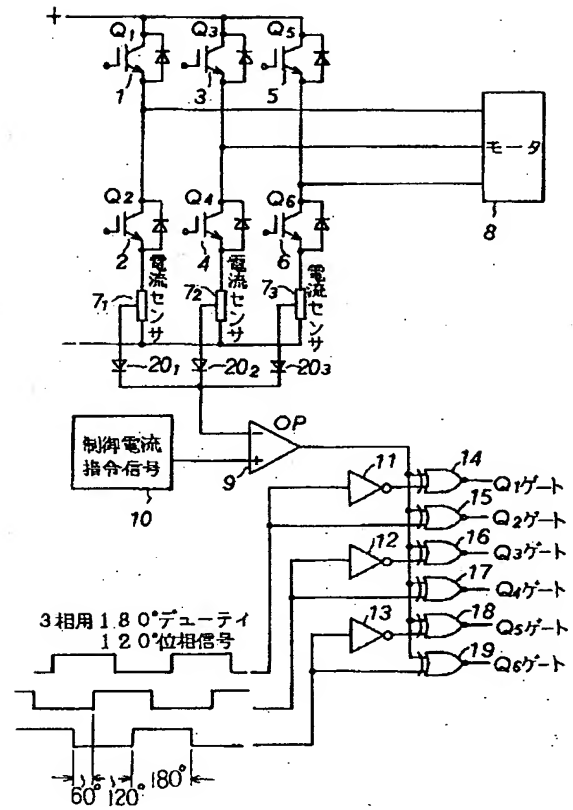 +
Q1 Q3 Q5
1 3 5
モータ
8
Q2 Q4 Q6
2 4 6
71 電流センサ
72 電流センサ
73 電流センサ
201 202 203
OP
制御電流
指令信号
- +
10 9
11 14 Q1ゲート
15 Q2ゲート
12 16 Q3ゲート
17 Q4ゲート
13 18 Q5ゲート
19 Q6ゲート
3相用180°デューティ
120°位相信号
60° 120° 180°